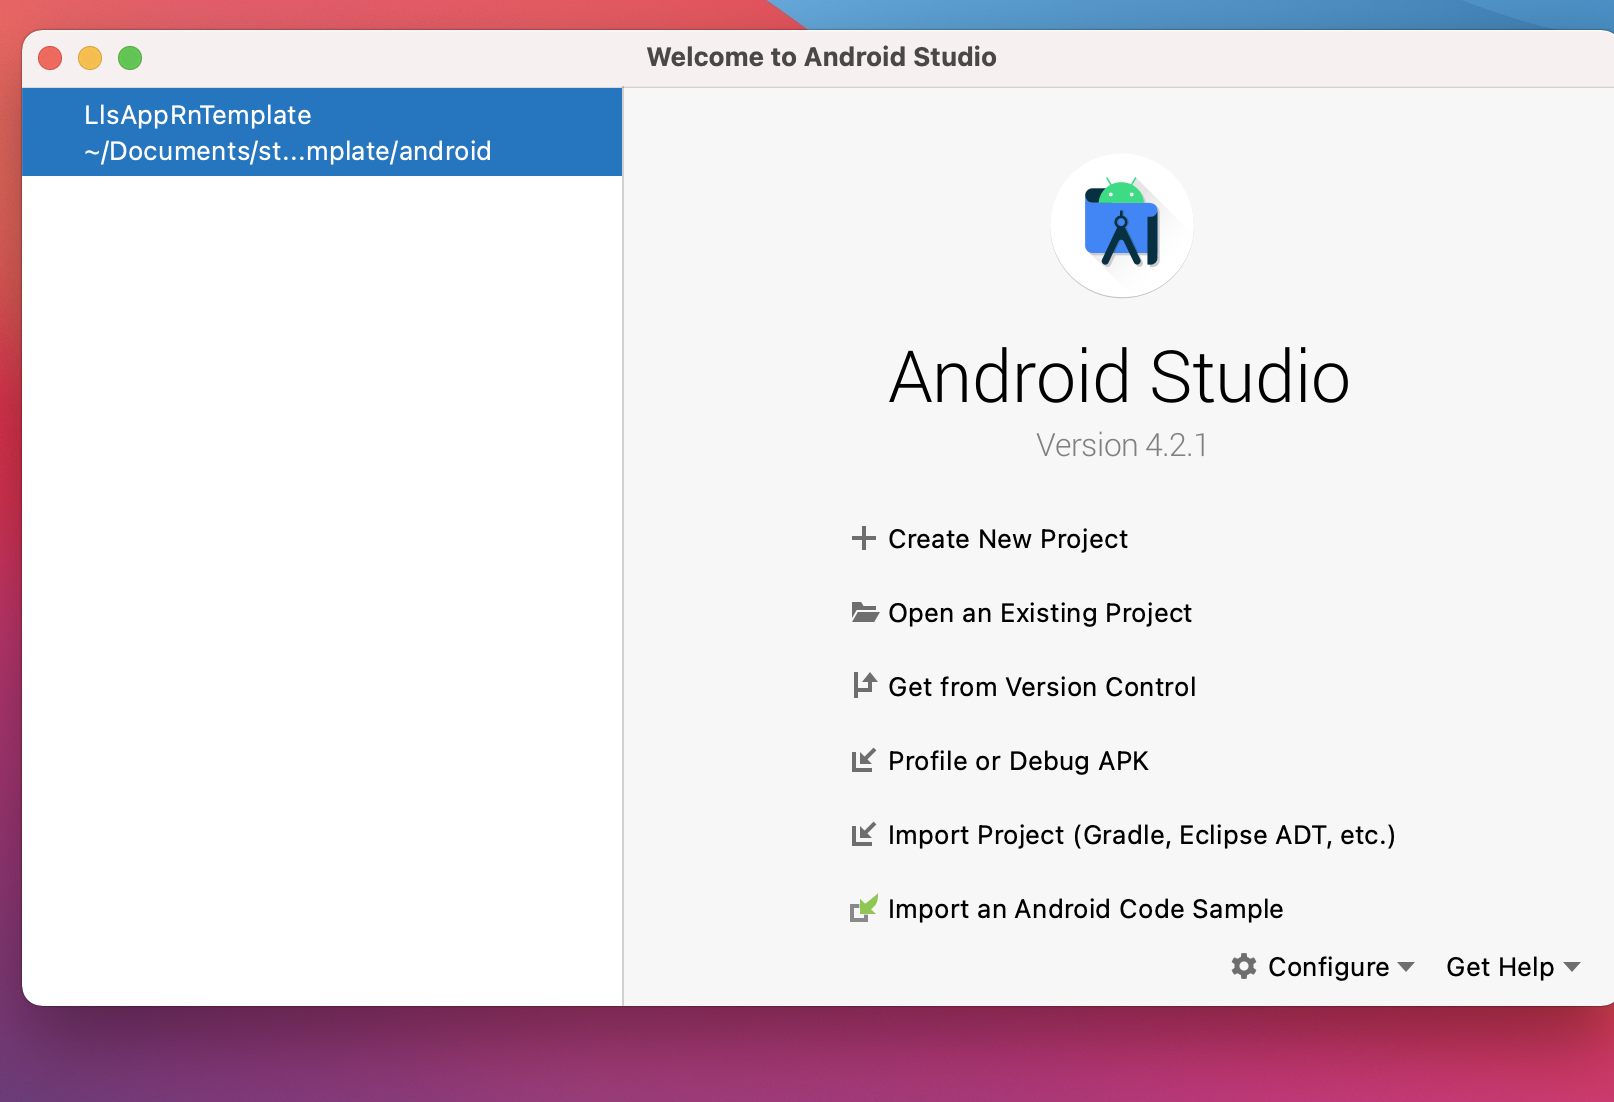 Welcome to Android Studio
LlsAppRnTemplate
~/Documents/st...mplate/android
Android Studio
Version 4.2.1
Create New Project
Open an Existing Project
Get from Version Control
Profile or Debug APK
Import Project (Gradle, Eclipse ADT, etc.)
Import an Android Code Sample
Configure
Get Help